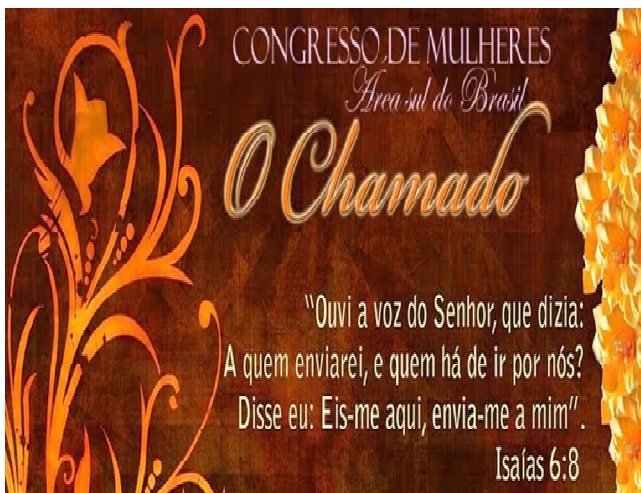 CONGRESSO DE MULHERES
Área sul do Brasil
O Chamado
“Ouvi a voz do Senhor, que dizia:
A quem enviarei, e quem há de ir por nós?
Disse eu: Eis-me aqui, envia-me a mim”.
Isaías 6:8